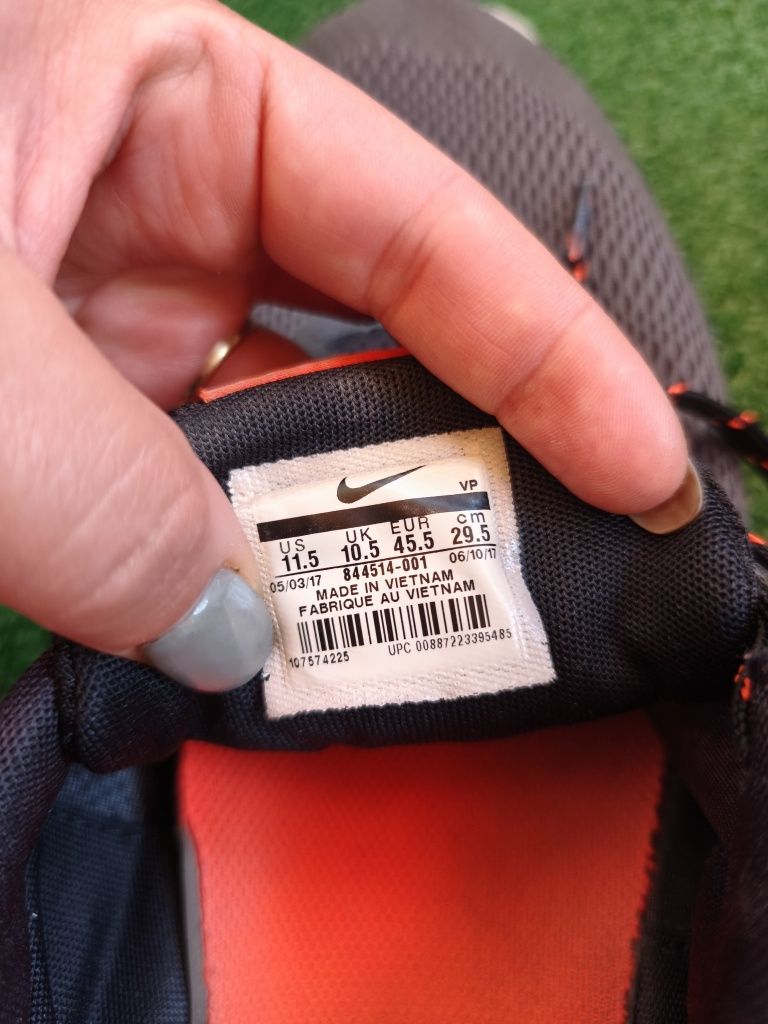 VP
US UK EUR cm
11.5 10.5 45.5 29.5
05/03/17 844514-001 06/10/17
MADE IN VIETNAM
FABRIQUE AU VIETNAM
107574225 UPC 00887223395485